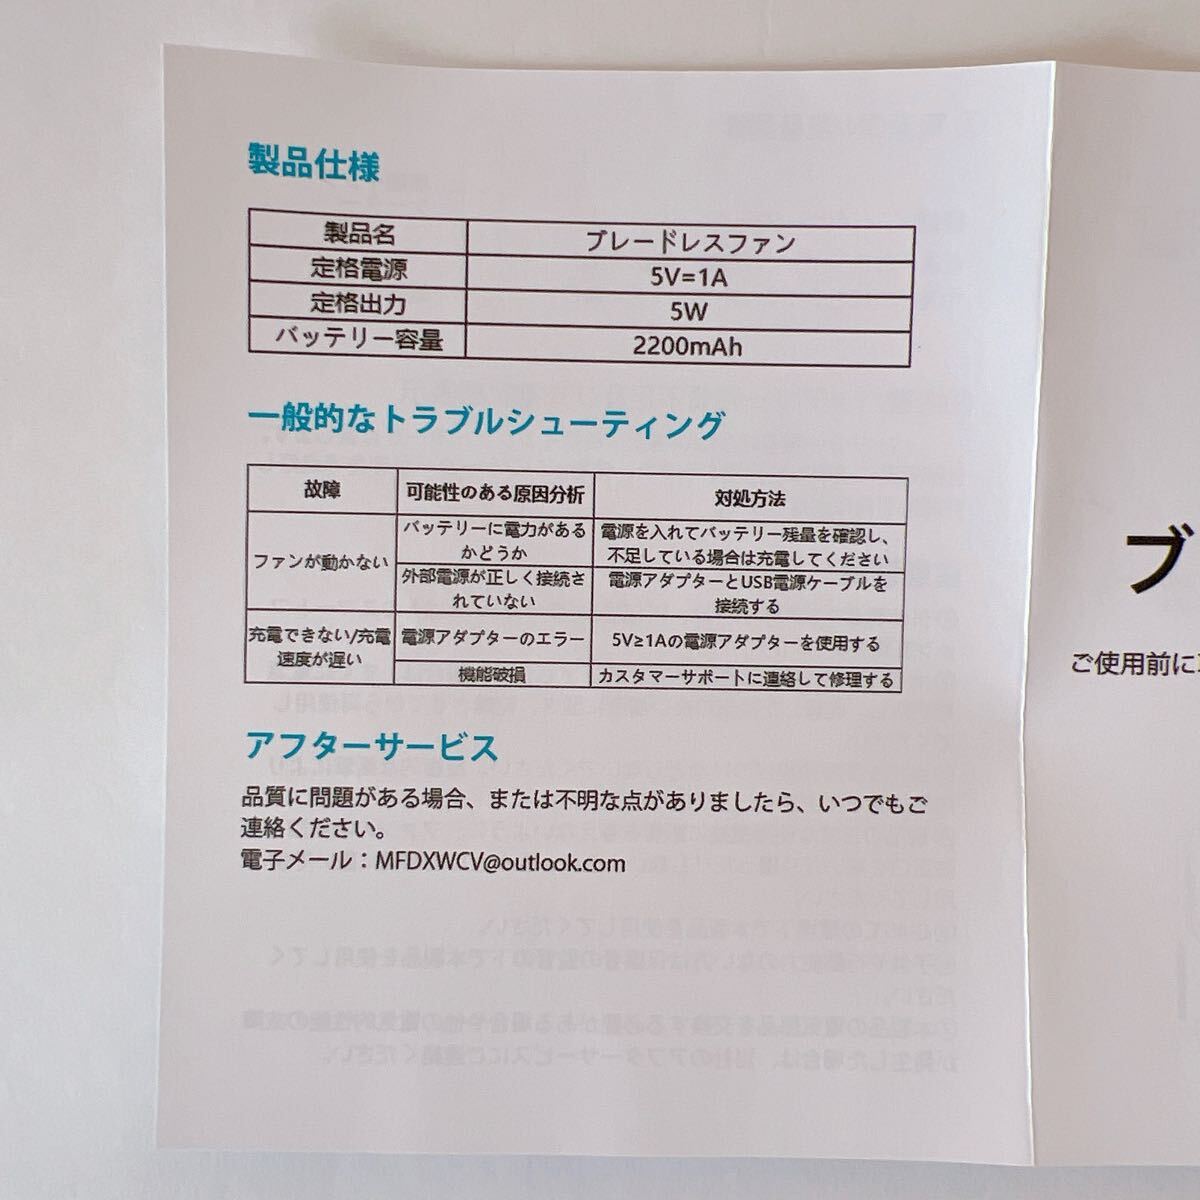 製品仕様
製品名 ブレードレスファン
定格電源 5V=1A
定格出力 5W
バッテリー容量 2200mAh
一般的なトラブルシューティング
故障 可能性のある原因分析 対処方法
ファンが動かない
バッテリーに電力がある
かどうか
電源を入れてバッテリー残量を確認し、
不足している場合は充電してください
外部電源が正しく接続さ
れていない
電源アダプターとUSB電源ケーブルを
接続する
充電できない/充電
速度が遅い
電源アダプターのエラー
5V≥1Aの電源アダプターを使用する
機能破損
カスタマーサポートに連絡して修理する
アフターサービス
品質に問題がある場合、または不明な点がありましたら、いつでもご
連絡ください。
電子メール：MFDXWCV@outlook.com
ブ
ご使用前に